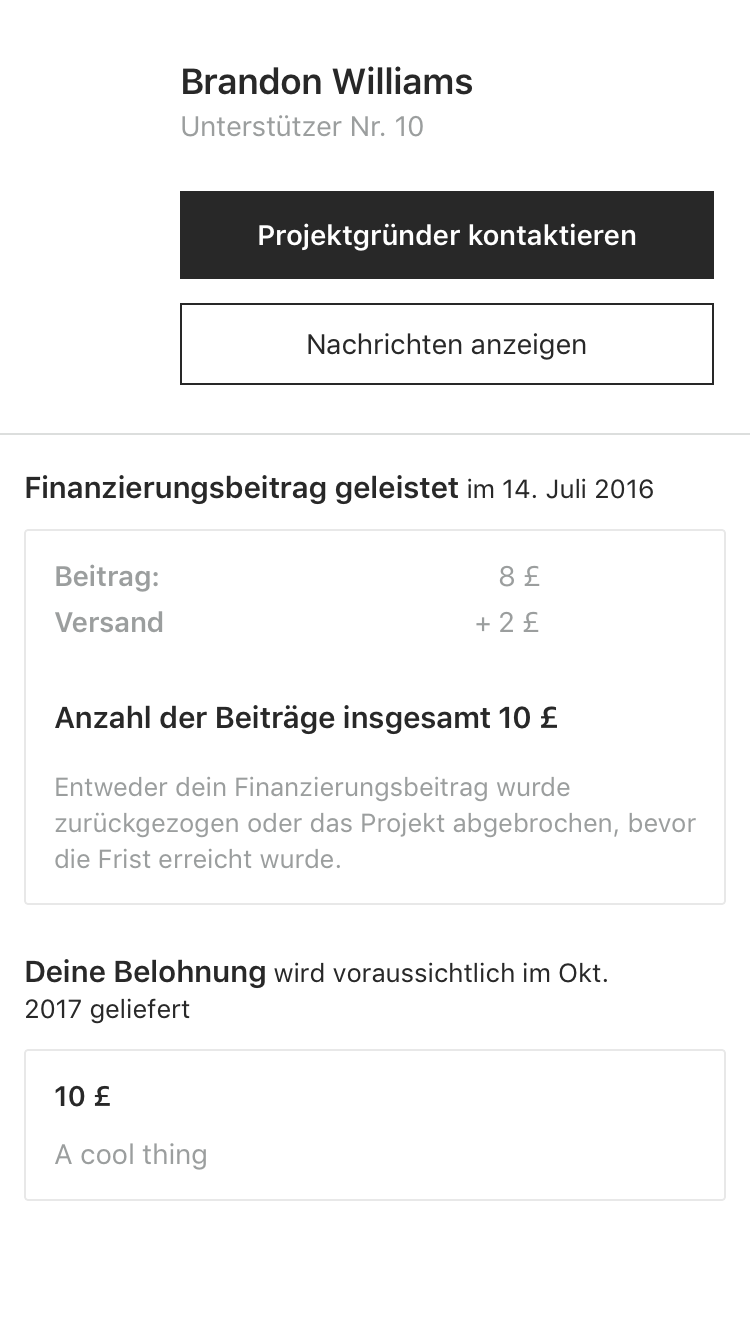 Brandon Williams
Unterstützer Nr. 10
Projektgründer kontaktieren
Nachrichten anzeigen
Finanzierungsbeitrag geleistet im 14. Juli 2016
Beitrag: 8 £
Versand + 2 £
Anzahl der Beiträge insgesamt 10 £
Entweder dein Finanzierungsbeitrag wurde
zurückgezogen oder das Projekt abgebrochen, bevor
die Frist erreicht wurde.
Deine Belohnung wird voraussichtlich im Okt.
2017 geliefert
10 £
A cool thing